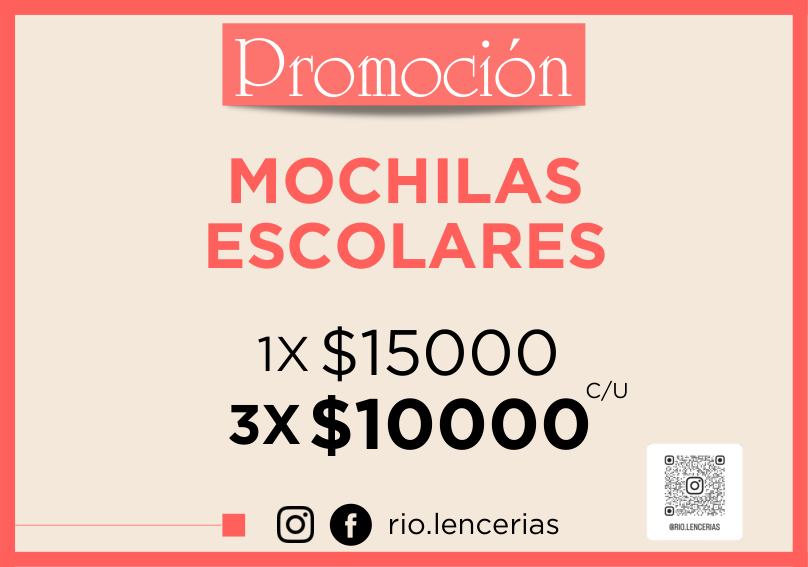 Promoción
MOCHILAS
ESCOLARES
1X $15000
3X $10000 C/U
rio.lencerias
@RIO.LENCERIAS